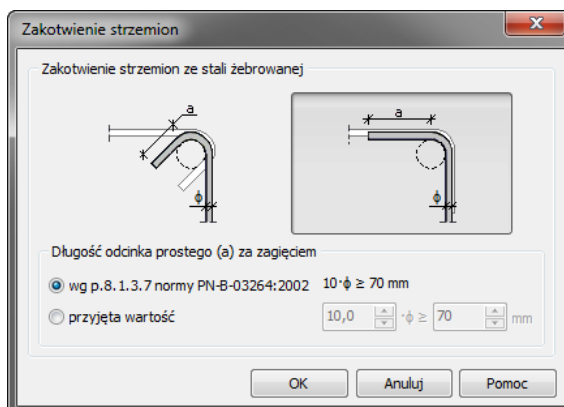 Zakotwienie strzemion
Zakotwienie strzemion ze stali żebrowanej
a
a
ϕ
ϕ
Długość odcinka prostego (a) za zagięciem
wg p.8.1.3.7 normy PN-B-03264:2002 10·ϕ ≥ 70 mm
przyjęta wartość 10,0 ·ϕ ≥ 70 mm
OK Anuluj Pomoc